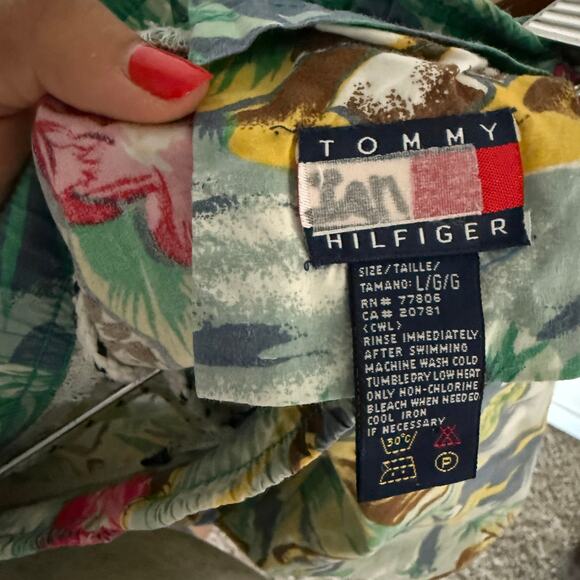 TOMMY
Ian
HILFIGER
SIZE/TAILLE/
TAMANO: L/G/G
RN# 77806
CA# 20781
<CWL>
RINSE IMMEDIATELY
AFTER SWIMMING
MACHINE WASH COLD
TUMBLEDRY LOW HEAT
ONLY NON-CHLORINE
BLEACH WHEN NEEDED
COOL IRON
IF NECESSARY
30°C
P